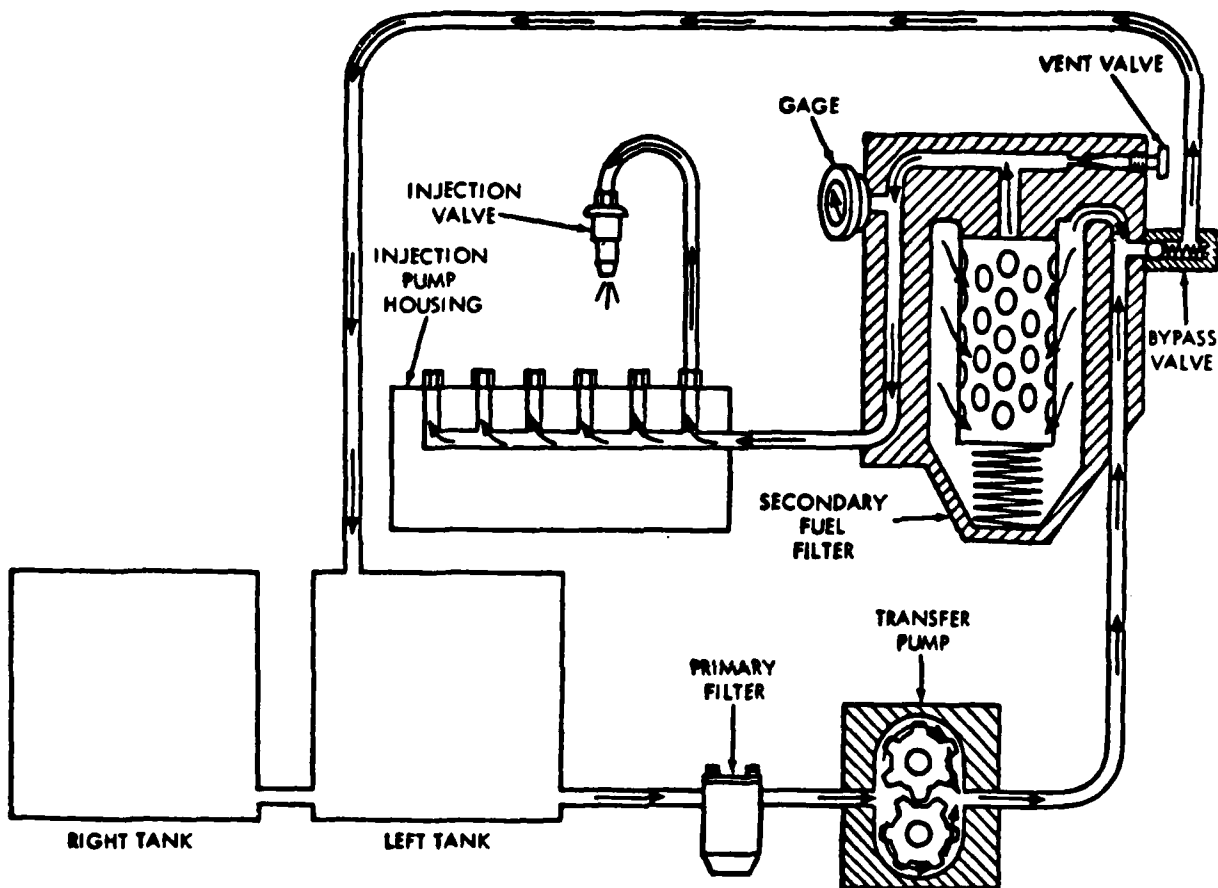 VENT VALVE
GAGE
INJECTION
VALVE
INJECTION
PUMP
HOUSING
BYPASS
VALVE
SECONDARY
FUEL
FILTER
TRANSFER
PUMP
PRIMARY
FILTER
RIGHT TANK
LEFT TANK